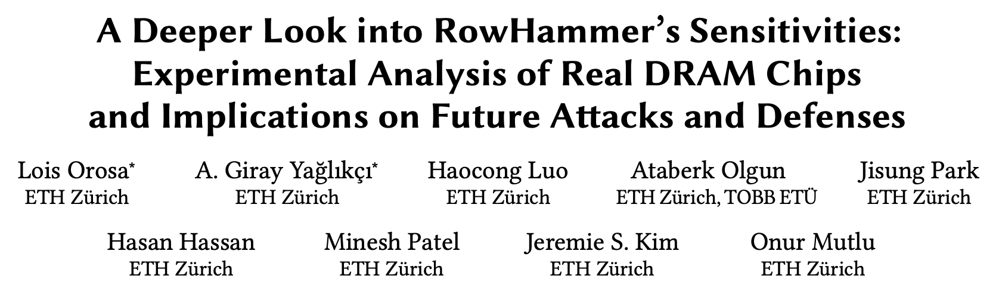 A Deeper Look into RowHammer’s Sensitivities:
Experimental Analysis of Real DRAM Chips
and Implications on Future Attacks and Defenses
Lois Orosa* A. Giray Yağlıkçı* Haocong Luo Ataberk Olgun Jisung Park
ETH Zürich ETH Zürich ETH Zürich ETH Zürich, TOBB ETÜ ETH Zürich
Hasan Hassan Minesh Patel Jeremie S. Kim Onur Mutlu
ETH Zürich ETH Zürich ETH Zürich ETH Zürich